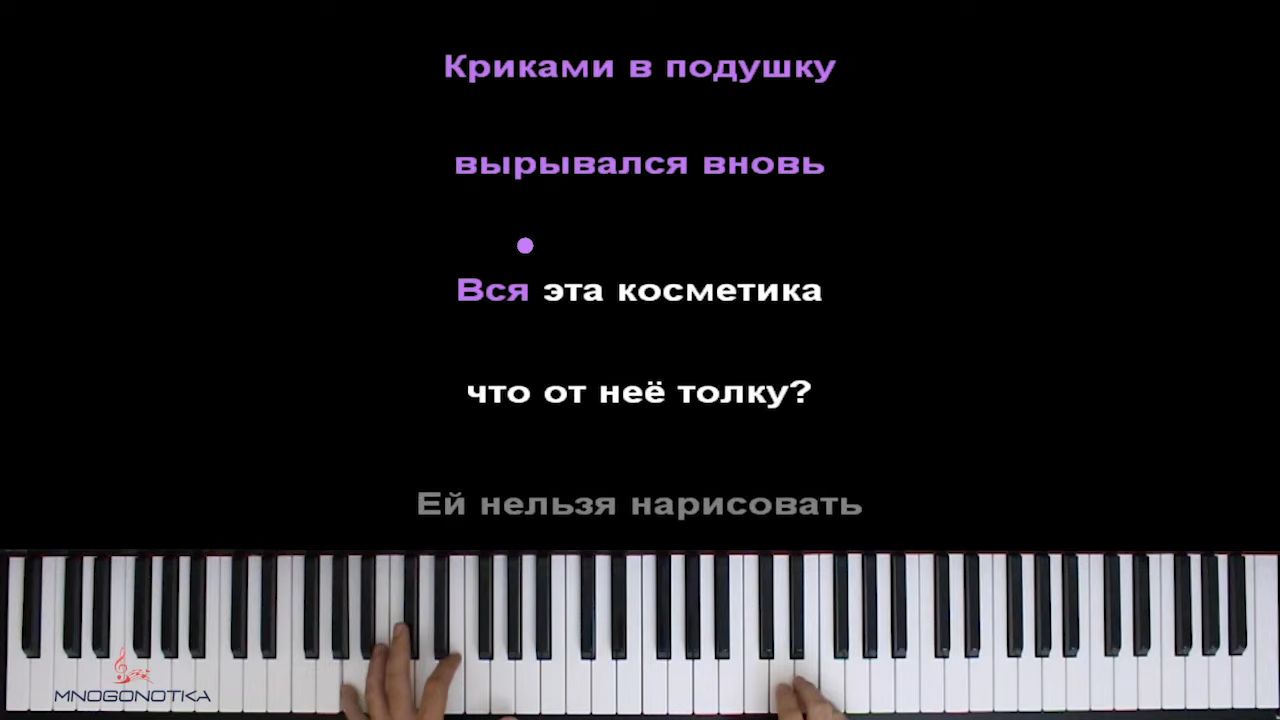 Криками в подушку
вырывался вновь
Вся эта косметика
что от неё толку?
Ей нельзя нарисовать
MNOGONOTKA